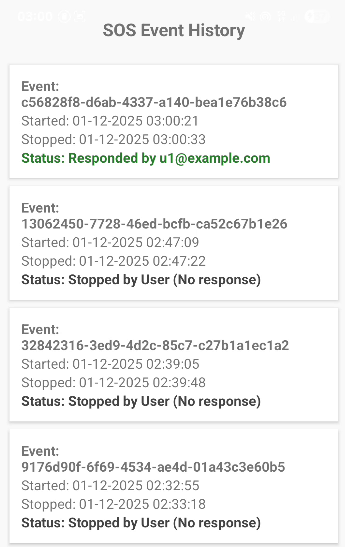 SOS Event History
Event:
c56828f8-d6ab-4337-a140-bea1e76b38c6
Started: 01-12-2025 03:00:21
Stopped: 01-12-2025 03:00:33
Status: Responded by u1@example.com
Event:
13062450-7728-46ed-bcfb-ca52c67b1e26
Started: 01-12-2025 02:47:09
Stopped: 01-12-2025 02:47:22
Status: Stopped by User (No response)
Event:
32842316-3ed9-4d2c-85c7-c27b1a1ec1a2
Started: 01-12-2025 02:39:05
Stopped: 01-12-2025 02:39:48
Status: Stopped by User (No response)
Event:
9176d90f-6f69-4534-ae4d-01a43c3e60b5
Started: 01-12-2025 02:32:55
Stopped: 01-12-2025 02:33:18
Status: Stopped by User (No response)